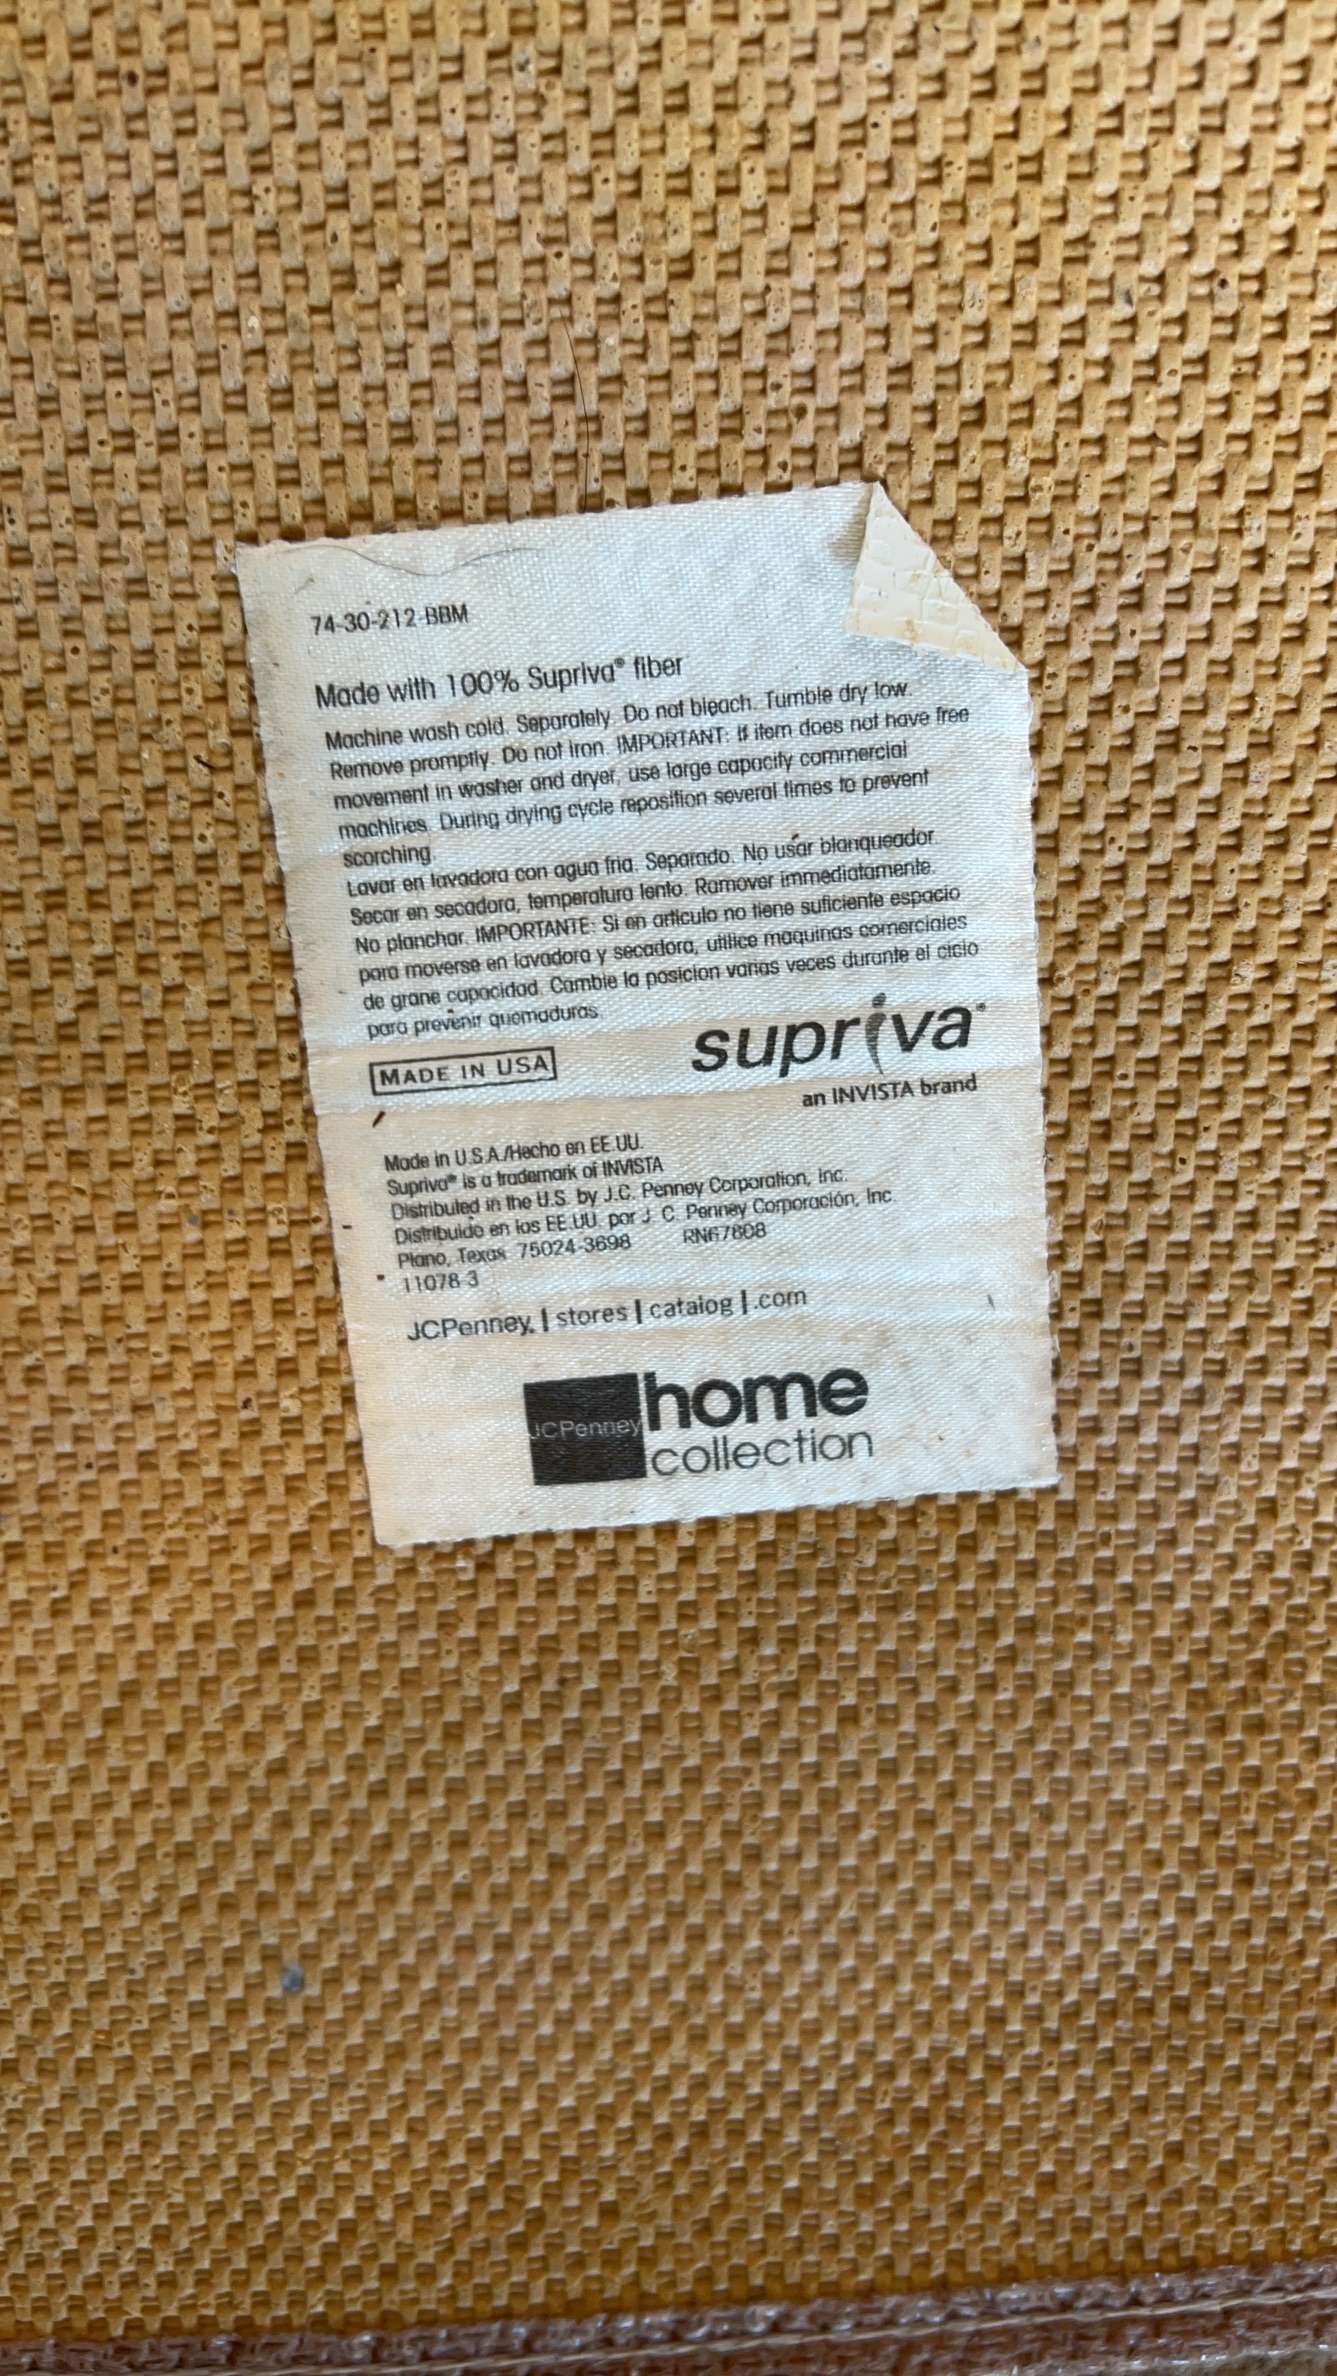 74-30-212-BBM
Made with 100% Supriva® fiber
Machine wash cold. Separately. Do not bleach. Tumble dry low.
Remove promptly. Do not iron. IMPORTANT: If item does not have free
movement in washer and dryer, use large capacity commercial
machines. During drying cycle reposition several times to prevent
scorching.
Lavar en lavadora con agua fria. Separado. No usar blanqueador.
Secar en secadora, temperatura lento. Ramover immediatamente.
No planchar. IMPORTANTE: Si en articulo no tiene suficiente espacio
para moverse en lavadora y secadora, utilice maquinas comerciales
de grane capacidad. Cambie la posicion varias veces durante el ciclo
para prevenir quemaduras.
MADE IN USA
supriva®
an INVISTA brand
Made in U.S.A./Hecho en EE.UU.
Supriva® is a trademark of INVISTA
Distributed in the U.S. by J.C. Penney Corporation, Inc.
Distribuido en los EE.UU. por J. C. Penney Corporación, Inc.
Plano, Texas 75024-3698 RN67808
11078-3
JCPenney. | stores | catalog | .com
JCPenney home
collection